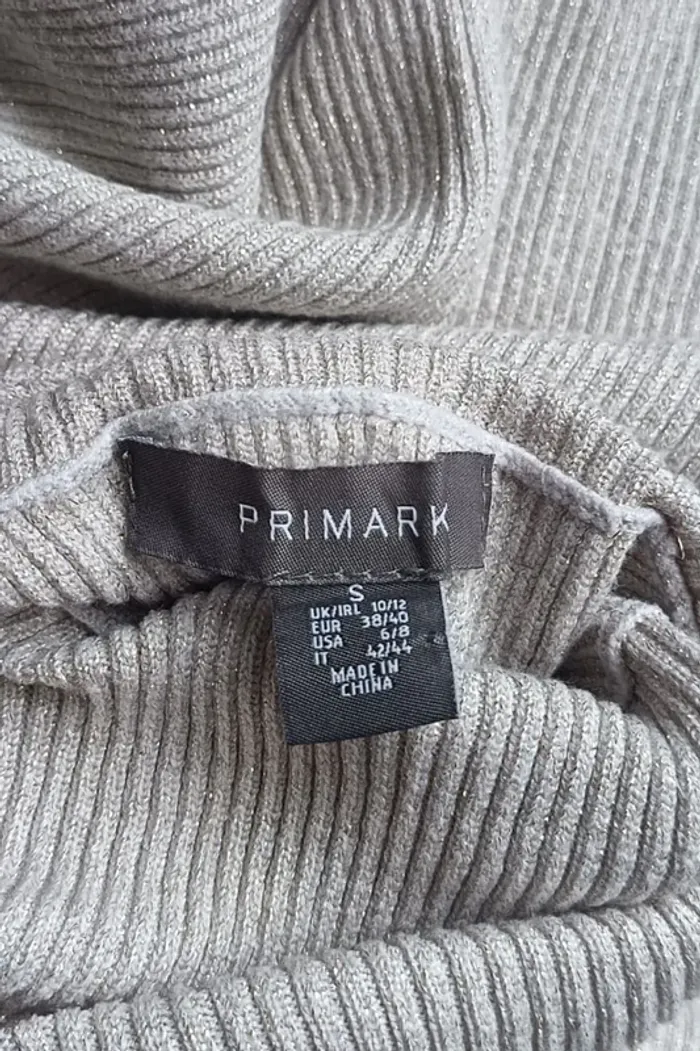 PRIMARK
S
UK/IRL 10/12
EUR 38/40
USA 6/8
IT 42/44
MADE IN
CHINA